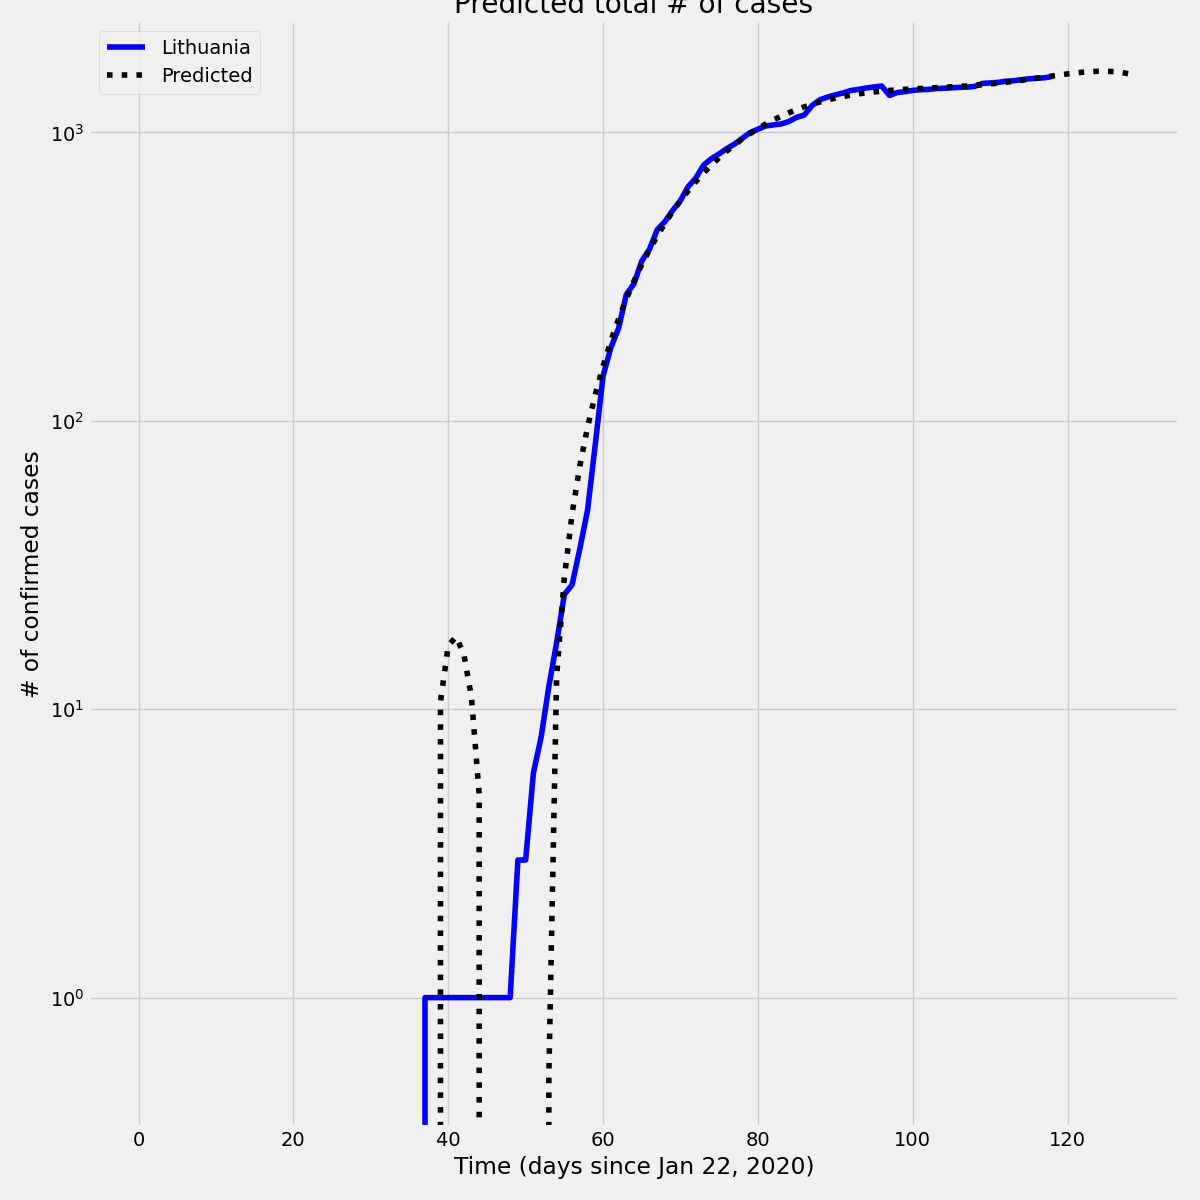 Predicted total # of cases
Lithuania
Predicted
10³
10²
10¹
10⁰
# of confirmed cases
0 20 40 60 80 100 120
Time (days since Jan 22, 2020)